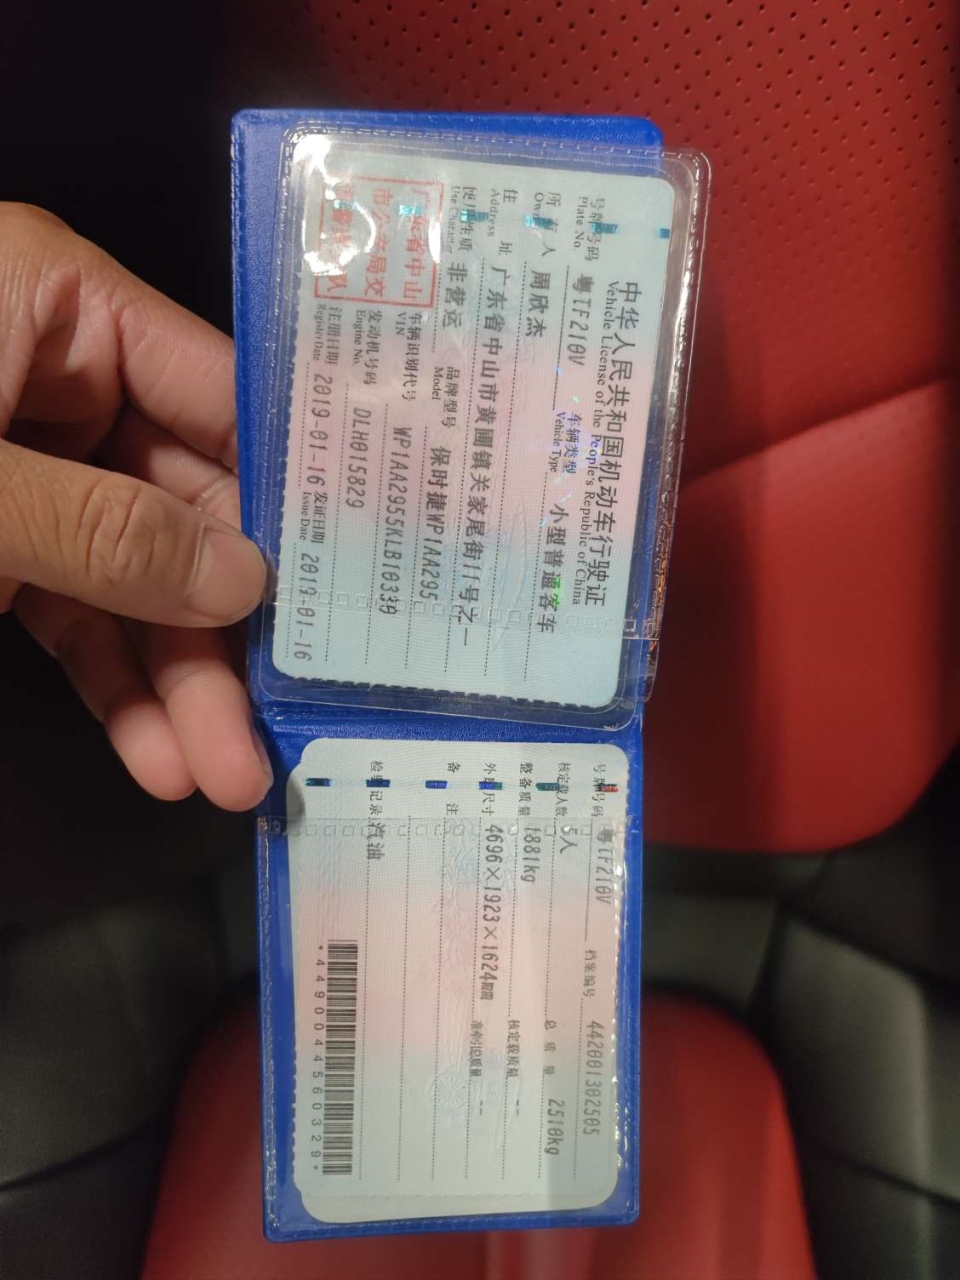 中华人民共和国机动车行驶证
Vehicle License of the People's Republic of China
号牌号码 粤TF210V 车辆类型 小型普通客车
Plate No. Vehicle Type
所有人 周欣杰
Owner
住址 广东省中山市黄圃镇关家尾街11号之一
Address
使用性质 非营运 品牌型号 保时捷WP1AA295
Use Character Model
广东省中山
市公安局交
车辆识别代号 WP1AA2955KLB10339
VIN
发动机号码 DLH015829
Engine No.
注册日期 2019-01-16 发证日期 2019-01-16
Register Date Issue Date
号牌号码 粤TF210V 档案编号 442001302505
核定载人数 5人 总质量 2510kg
整备质量 1881kg 核定载质量 --
外廓尺寸 4696×1923×1624mm 准牵引总质量 --
备注
检验记录 汽油
*4490044560329*